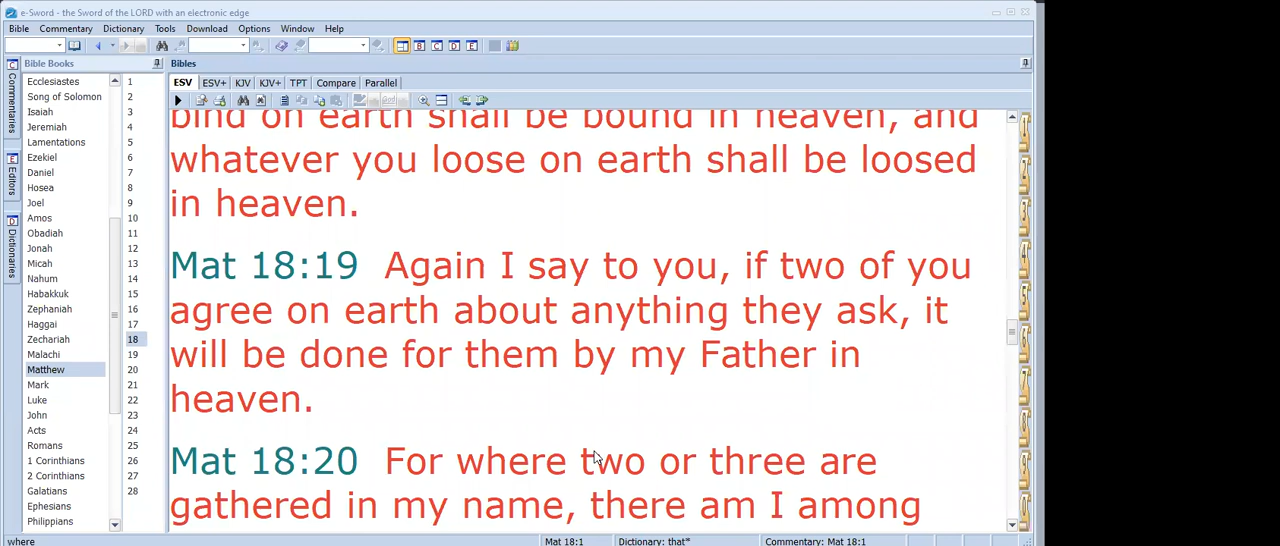 e-Sword - the Sword of the LORD with an electronic edge
Bible Commentary Dictionary Tools Download Options Window Help
Bible Books
Bibles
ESV ESV+ KJV KJV+ TPT Compare Parallel
Commentaries
Editors
Dictionaries
Ecclesiastes 1
Song of Solomon 2
Isaiah 3
Jeremiah 4
Lamentations 5
Ezekiel 6
Daniel 7
Hosea 8
Joel 9
Amos 10
Obadiah 11
Jonah 12
Micah 13
Nahum 14
Habakkuk 15
Zephaniah 16
Haggai 17
Zechariah 18
Malachi 19
Matthew 20
Mark 21
Luke 22
John 23
Acts 24
Romans 25
1 Corinthians 26
2 Corinthians 27
Galatians 28
Ephesians
Philippians
bind on earth shall be bound in heaven, and
whatever you loose on earth shall be loosed
in heaven.
Mat 18:19 Again I say to you, if two of you
agree on earth about anything they ask, it
will be done for them by my Father in
heaven.
Mat 18:20 For where two or three are
gathered in my name, there am I among
where
Mat 18:1
Dictionary: that*
Commentary: Mat 18:1